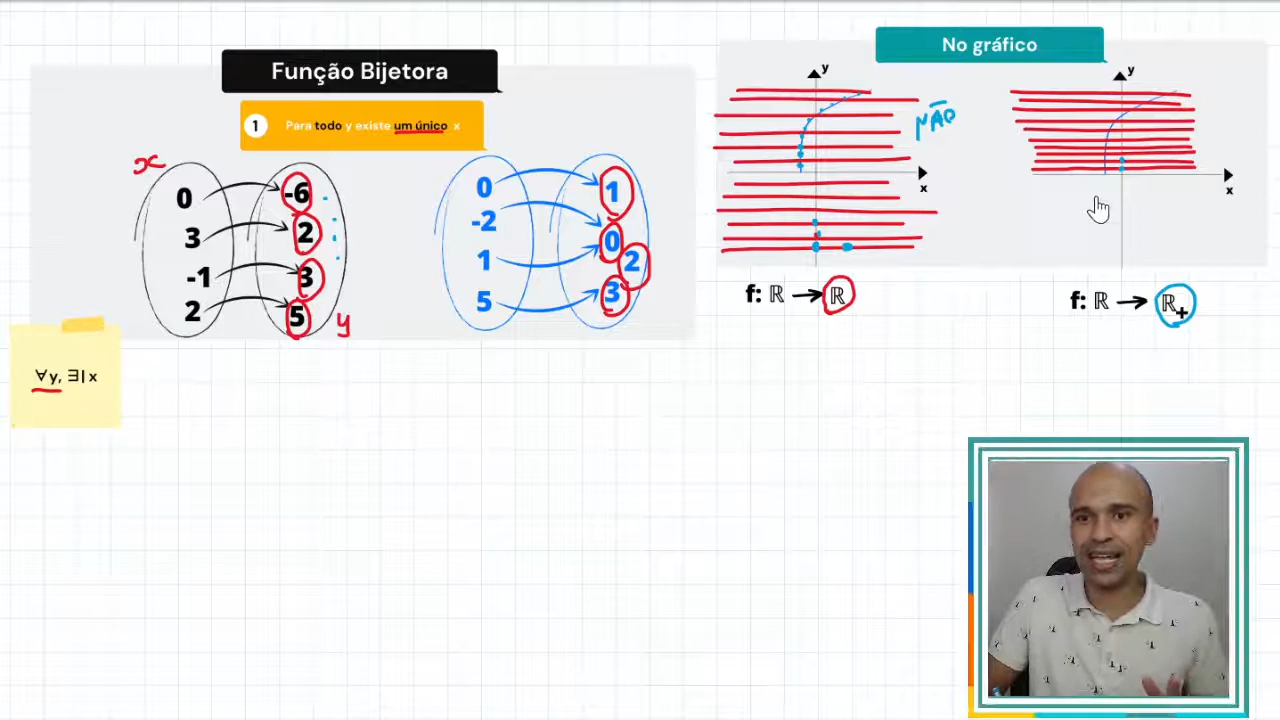 Função Bijetora
1 Para todo y existe um único x
x
0
3
-1
2
-6
2
3
5
y
0
-2
1
5
1
0
2
3
∀y, ∃| x
No gráfico
y
x
NÃO
f: ℝ → ℝ
y
x
f: ℝ → ℝ+